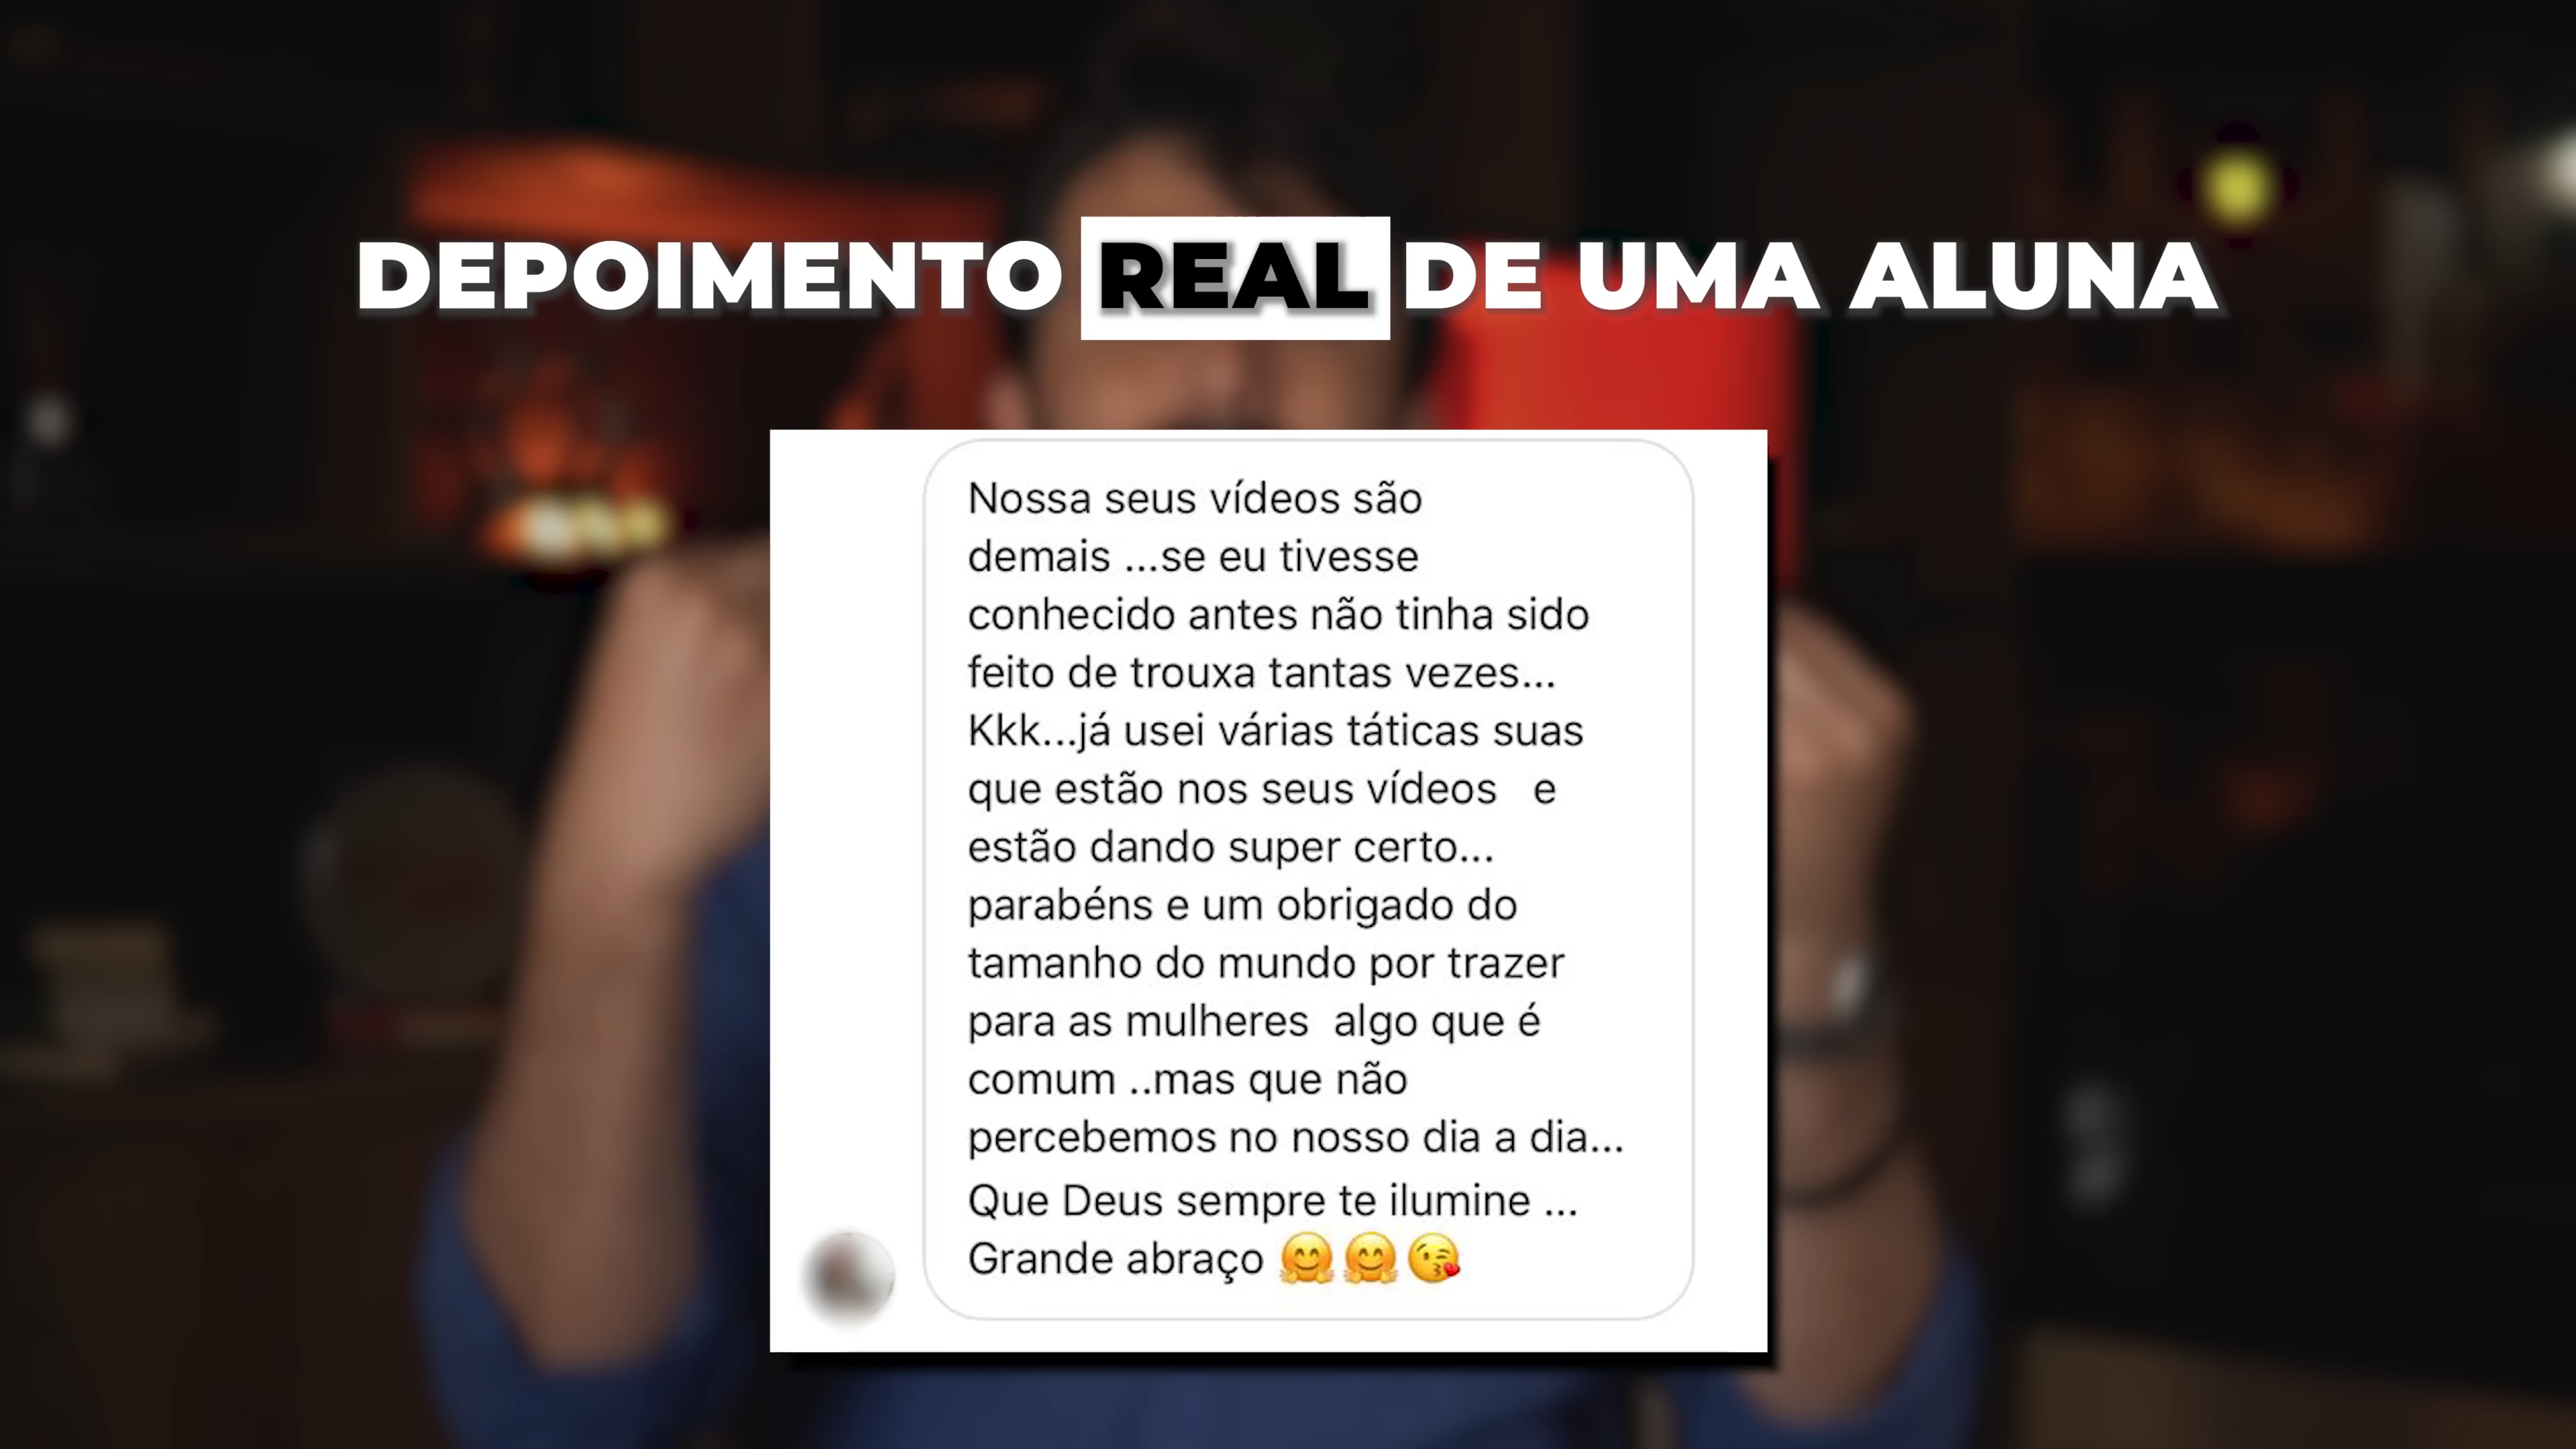 DEPOIMENTO REAL DE UMA ALUNA
Nossa seus vídeos são
demais ...se eu tivesse
conhecido antes não tinha sido
feito de trouxa tantas vezes...
Kkk...já usei várias táticas suas
que estão nos seus vídeos   e
estão dando super certo...
parabéns e um obrigado do
tamanho do mundo por trazer
para as mulheres  algo que é
comum ..mas que não
percebemos no nosso dia a dia...
Que Deus sempre te ilumine ...
Grande abraço 🤗🤗😘